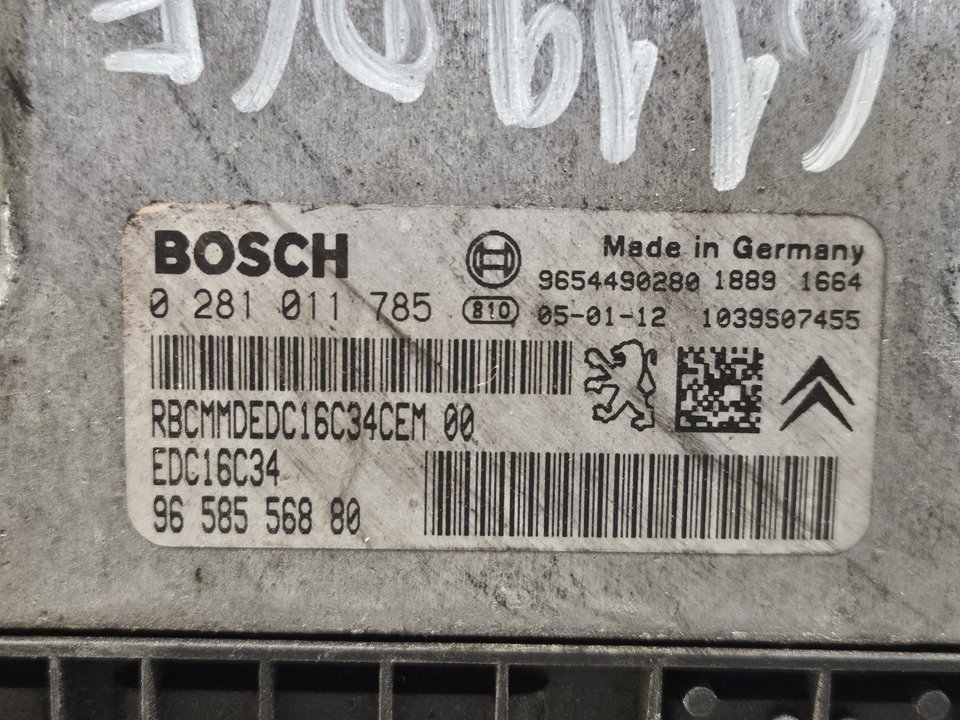 BOSCH
Made in Germany
9654490280 1889 1664
0 281 011 785
810
05-01-12 1039S07455
RBCMMDEDC16C34CEM 00
EDC16C34
96 585 568 80